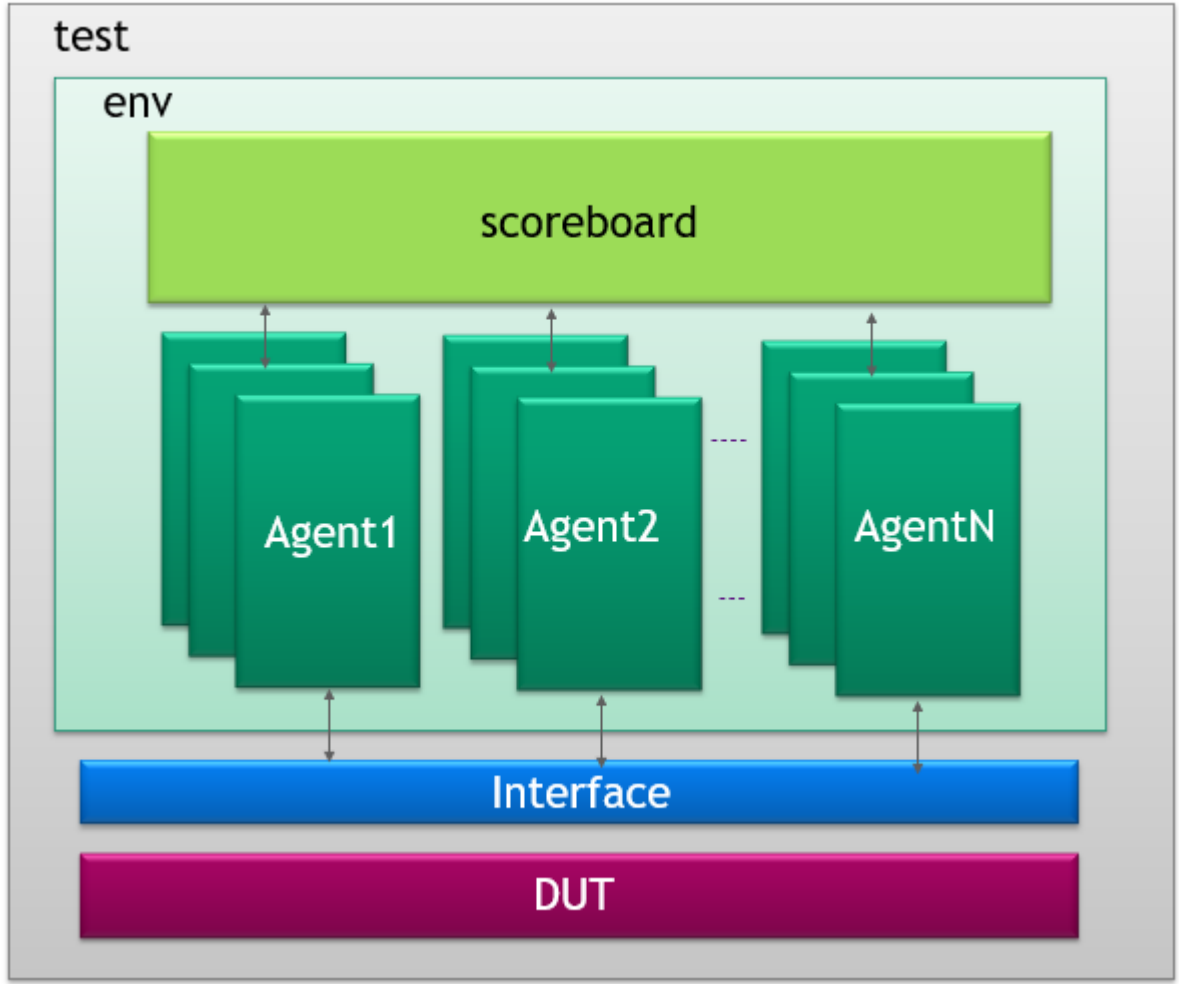 test
env
scoreboard
Agent1
Agent2
AgentN
Interface
DUT